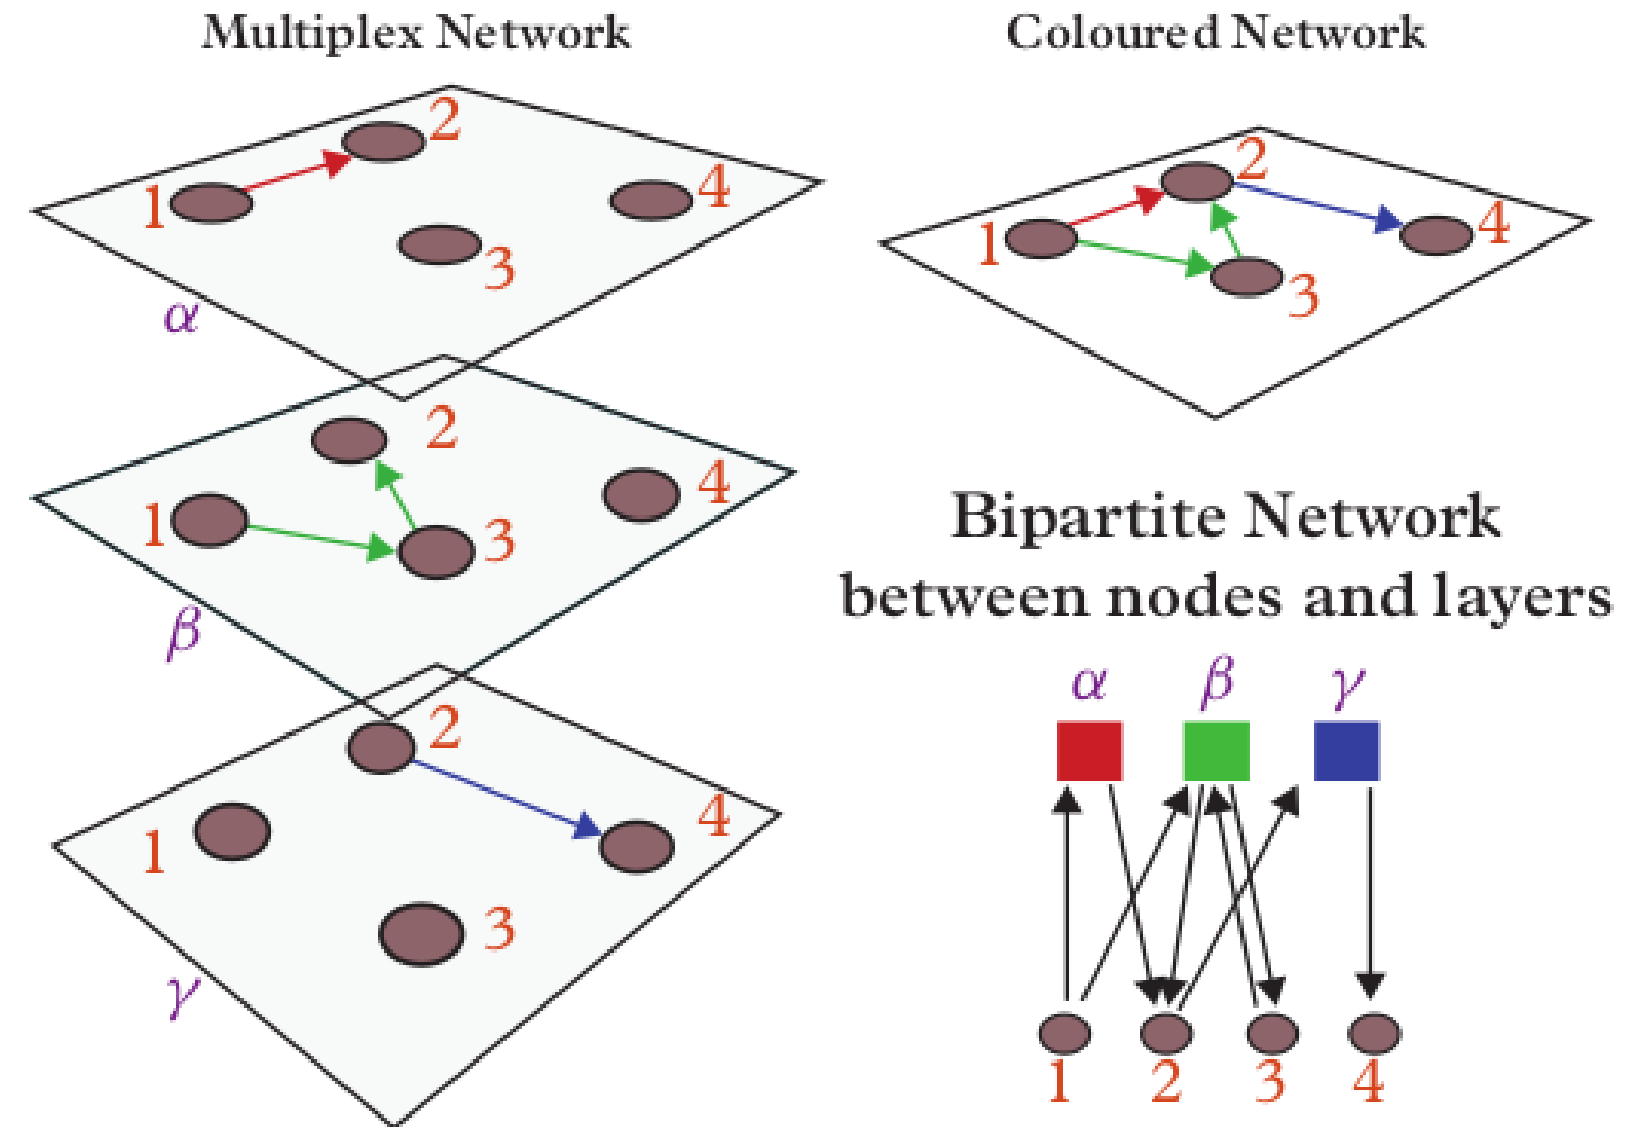 Multiplex Network
2
1
4
3
α
2
1
4
3
β
2
1
4
3
γ
Coloured Network
2
1
4
3
Bipartite Network
between nodes and layers
α β γ
1 2 3 4